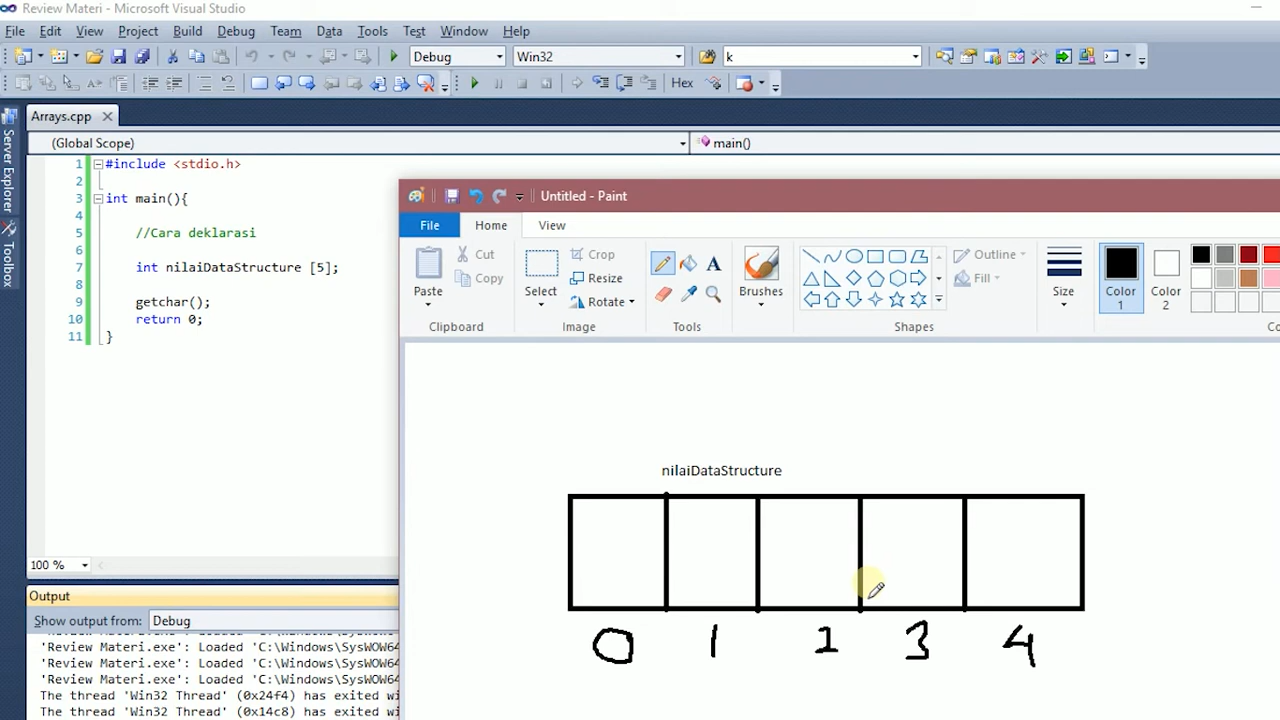 Review Materi - Microsoft Visual Studio
File Edit View Project Build Debug Team Data Tools Test Window Help
Debug Win32 k
Hex
Arrays.cpp
(Global Scope) main()
Server Explorer
Toolbox
1 #include <stdio.h>
2
3 int main(){
4
5 //Cara deklarasi
6
7 int nilaiDataStructure [5];
8
9 getchar();
10 return 0;
11 }
100 %
Output
Show output from: Debug
'Review Materi.exe': Loaded 'C:\Windows\SysWOW64
'Review Materi.exe': Loaded 'C:\Windows\SysWOW64
'Review Materi.exe': Loaded 'C:\Windows\SysWOW64
The thread 'Win32 Thread' (0x24f4) has exited wi
The thread 'Win32 Thread' (0x14c8) has exited wi
Untitled - Paint
File Home View
Paste Cut Copy
Clipboard
Select Crop Resize Rotate
Image
A
Tools
Brushes
Outline Fill
Shapes
Size
Color 1
Color 2
Co
nilaiDataStructure
0 1 2 3 4